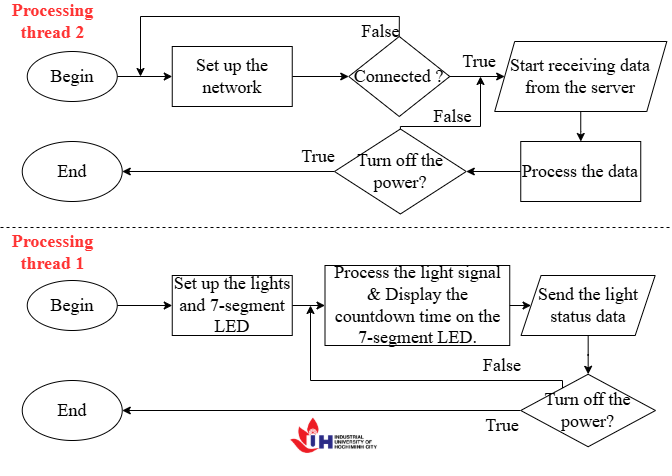 Processing
thread 2
Begin
Set up the
network
False
Connected ?
True
Start receiving data
from the server
False
End
True
Turn off the
power?
Process the data
Processing
thread 1
Begin
Set up the lights
and 7-segment
LED
Process the light signal
& Display the
countdown time on the
7-segment LED.
Send the light
status data
False
End
Turn off the
power?
True
IUH
INDUSTRIAL
UNIVERSITY OF
HOCHIMINH CITY